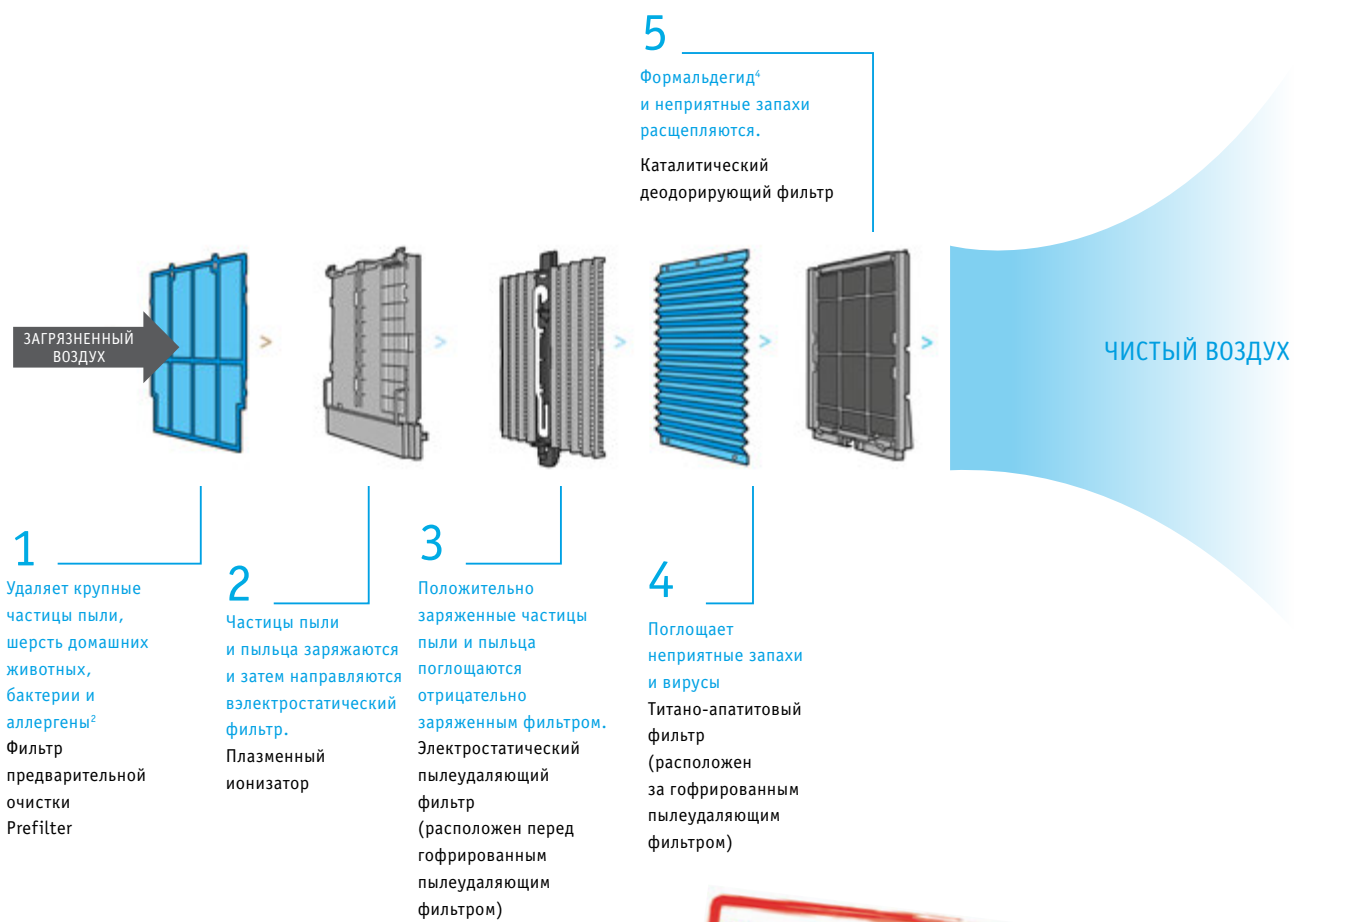 5
Формальдегид⁴
и неприятные запахи
расщепляются.
Каталитический
деодорирующий фильтр
ЗАГРЯЗНЕННЫЙ
ВОЗДУХ
ЧИСТЫЙ ВОЗДУХ
1
Удаляет крупные
частицы пыли,
шерсть домашних
животных,
бактерии и
аллергены²
Фильтр
предварительной
очистки
Prefilter
2
Частицы пыли
и пыльца заряжаются
и затем направляются
вэлектростатический
фильтр.
Плазменный
ионизатор
3
Положительно
заряженные частицы
пыли и пыльца
поглощаются
отрицательно
заряженным фильтром.
Электростатический
пылеудаляющий
фильтр
(расположен перед
гофрированным
пылеудаляющим
фильтром)
4
Поглощает
неприятные запахи
и вирусы
Титано-апатитовый
фильтр
(расположен
за гофрированным
пылеудаляющим
фильтром)